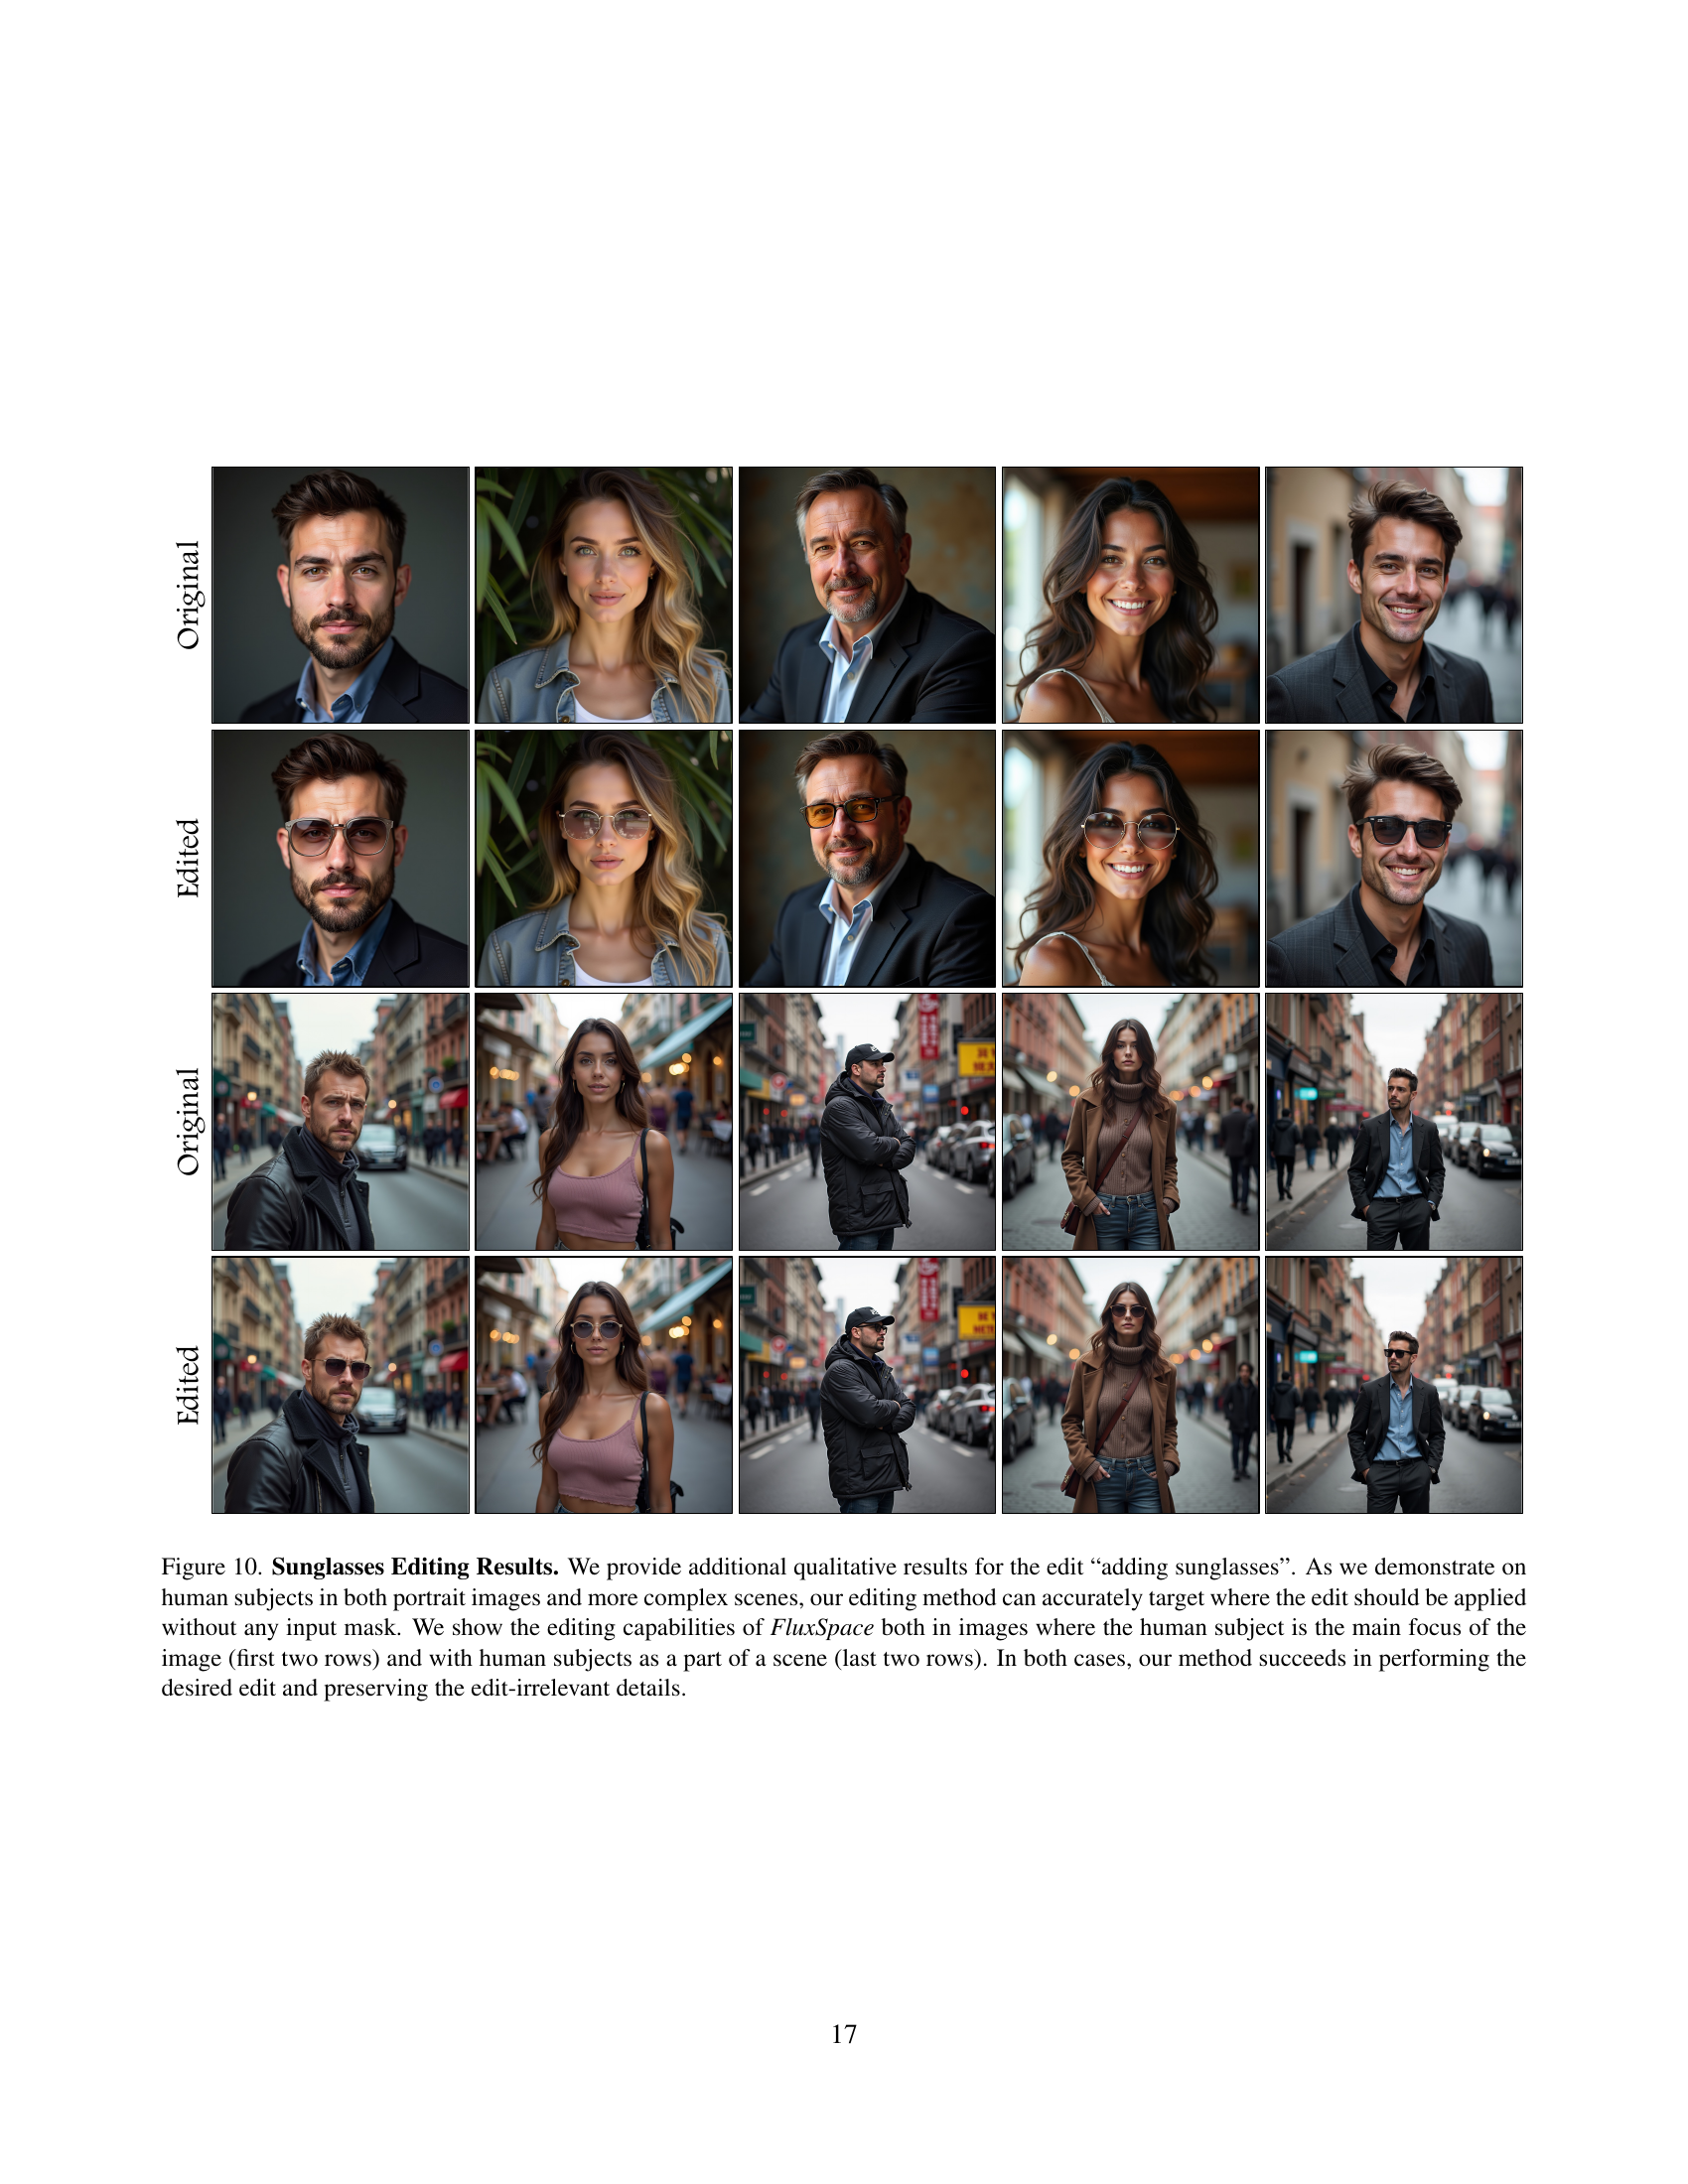 Original
Edited
Original
Edited
Figure 10. Sunglasses Editing Results. We provide additional qualitative results for the edit “adding sunglasses”. As we demonstrate on
human subjects in both portrait images and more complex scenes, our editing method can accurately target where the edit should be applied
without any input mask. We show the editing capabilities of FluxSpace both in images where the human subject is the main focus of the
image (first two rows) and with human subjects as a part of a scene (last two rows). In both cases, our method succeeds in performing the
desired edit and preserving the edit-irrelevant details.
17